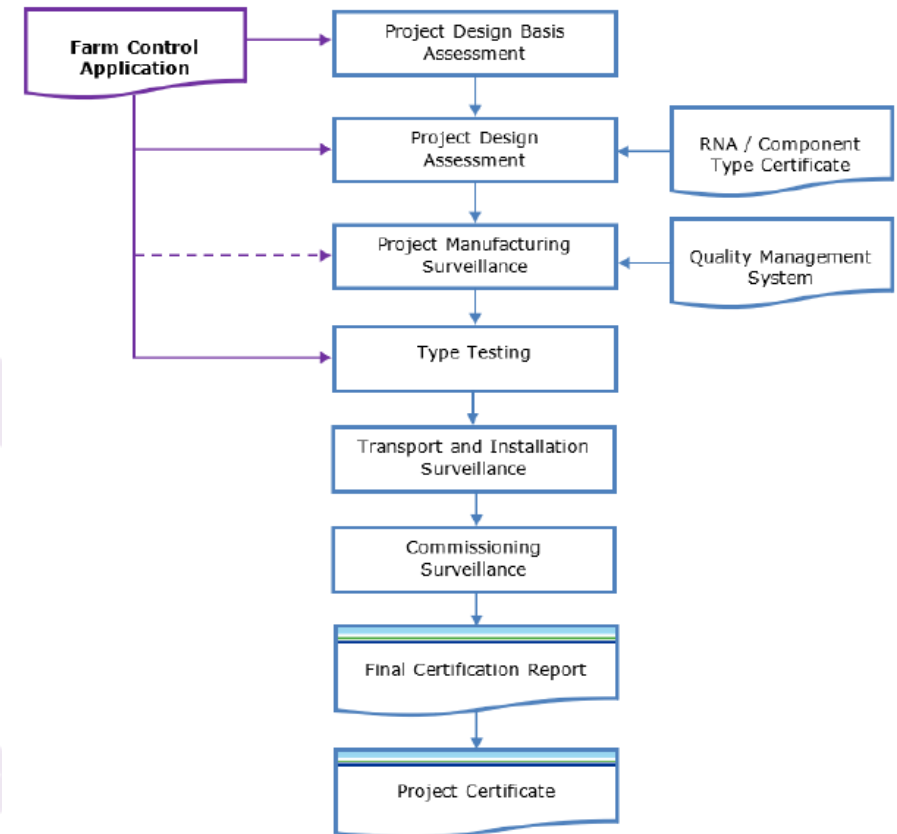 Farm Control
Application
Project Design Basis
Assessment
Project Design
Assessment
RNA / Component
Type Certificate
Project Manufacturing
Surveillance
Quality Management
System
Type Testing
Transport and Installation
Surveillance
Commissioning
Surveillance
Final Certification Report
Project Certificate